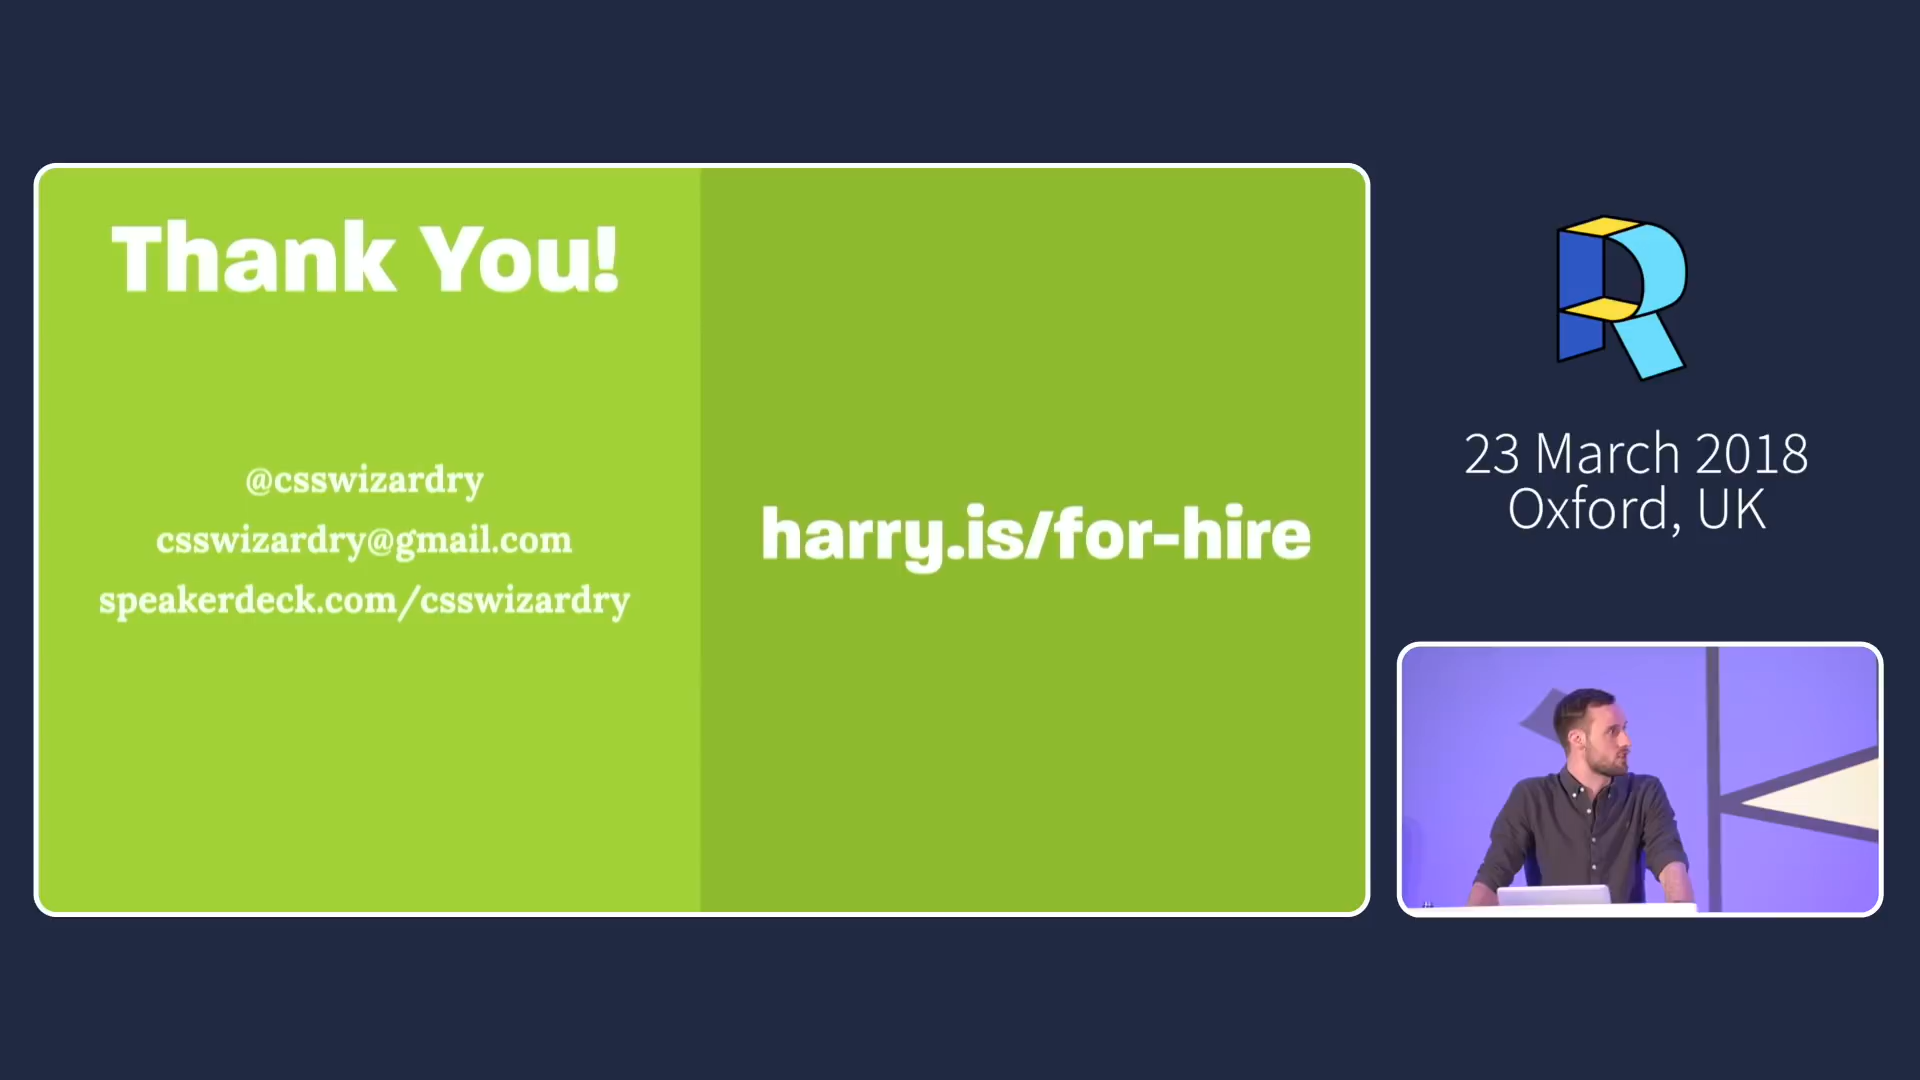 Thank You!
@csswizardry
csswizardry@gmail.com
speakerdeck.com/csswizardry
harry.is/for-hire
R
23 March 2018
Oxford, UK